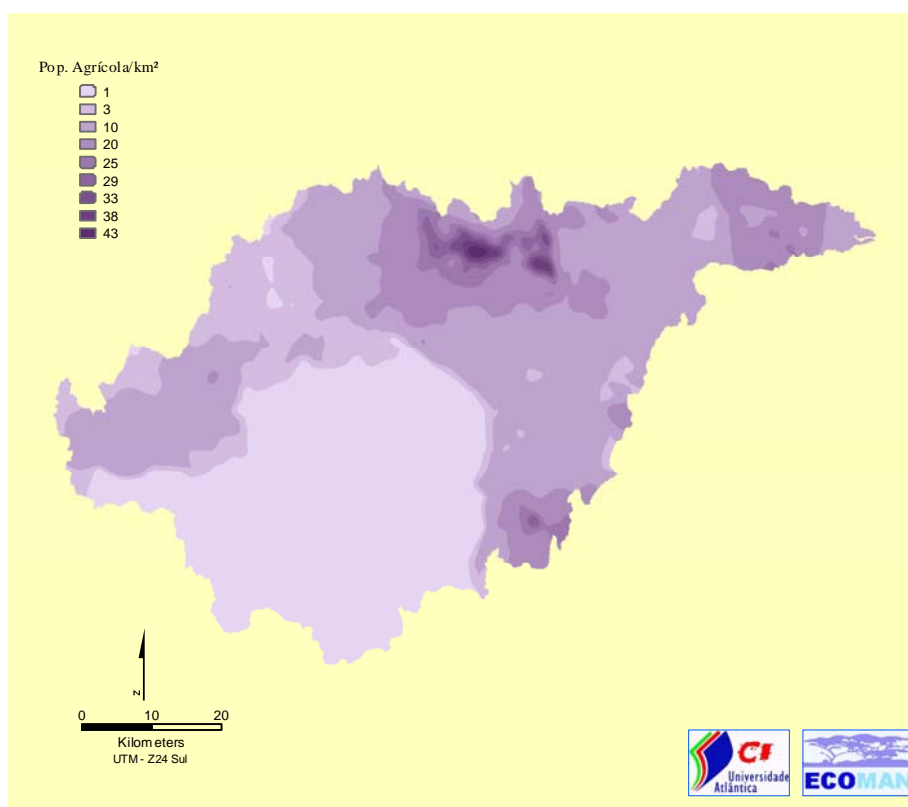 Pop. Agrícola/km²
1
3
10
20
25
29
33
38
43
N
0 10 20
Kilometers
UTM - Z24 Sul
CI
Universidade
Atlântica
ECOMAN